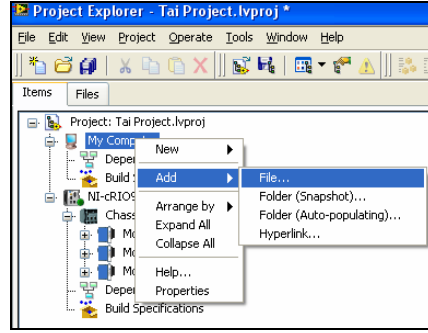 Project Explorer - Tai Project.lvproj *
File Edit View Project Operate Tools Window Help
Items Files
Project: Tai Project.lvproj
My Comp
Depe
Build S
NI-cRIO9
Chass
Mo
Mo
Mo
Depe
Build Specifications
New
Add
Arrange by
Expand All
Collapse All
Help...
Properties
File...
Folder (Snapshot)...
Folder (Auto-populating)...
Hyperlink...